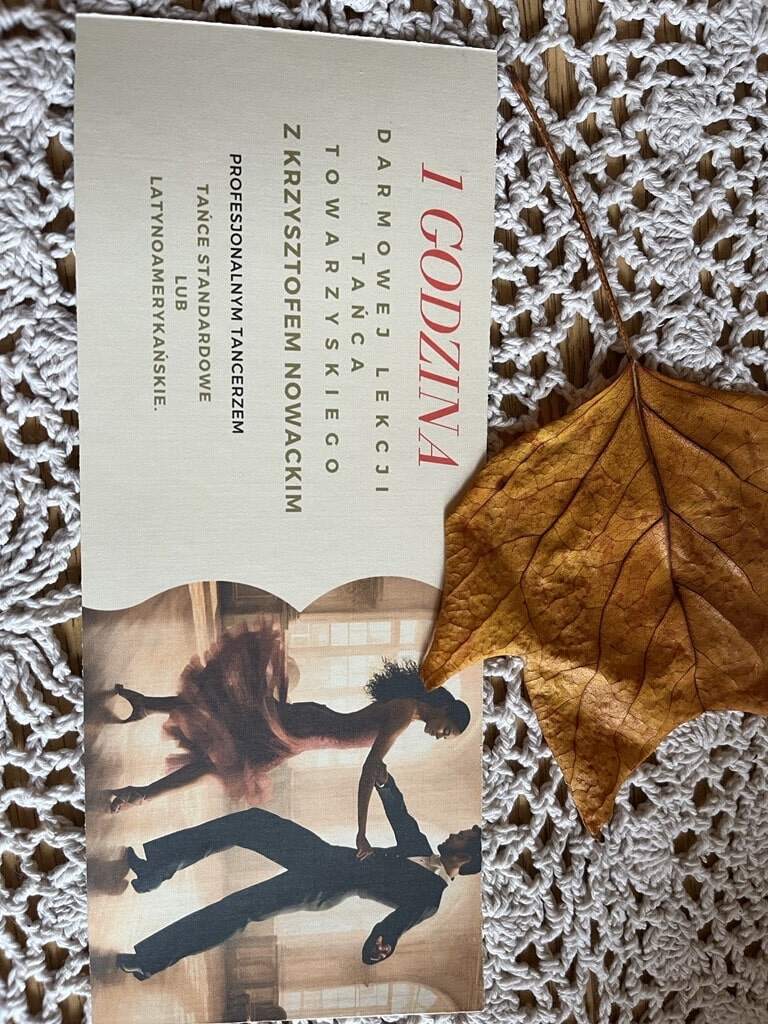 1 GODZINA
DARMOWEJ LEKCJI
TAŃCA
TOWARZYSKIEGO
Z KRZYSZTOFEM NOWACKIM
PROFESJONALNYM TANCERZEM
TAŃCE STANDARDOWE
LUB
LATYNOAMERYKAŃSKIE.